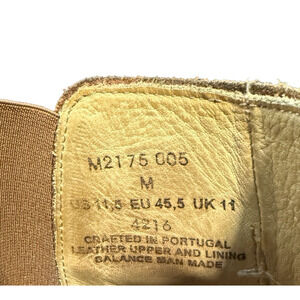 M2175 005
M
US 11,5 EU 45,5 UK 11
4216
CRAFTED IN PORTUGAL
LEATHER UPPER AND LINING
BALANCE MAN MADE